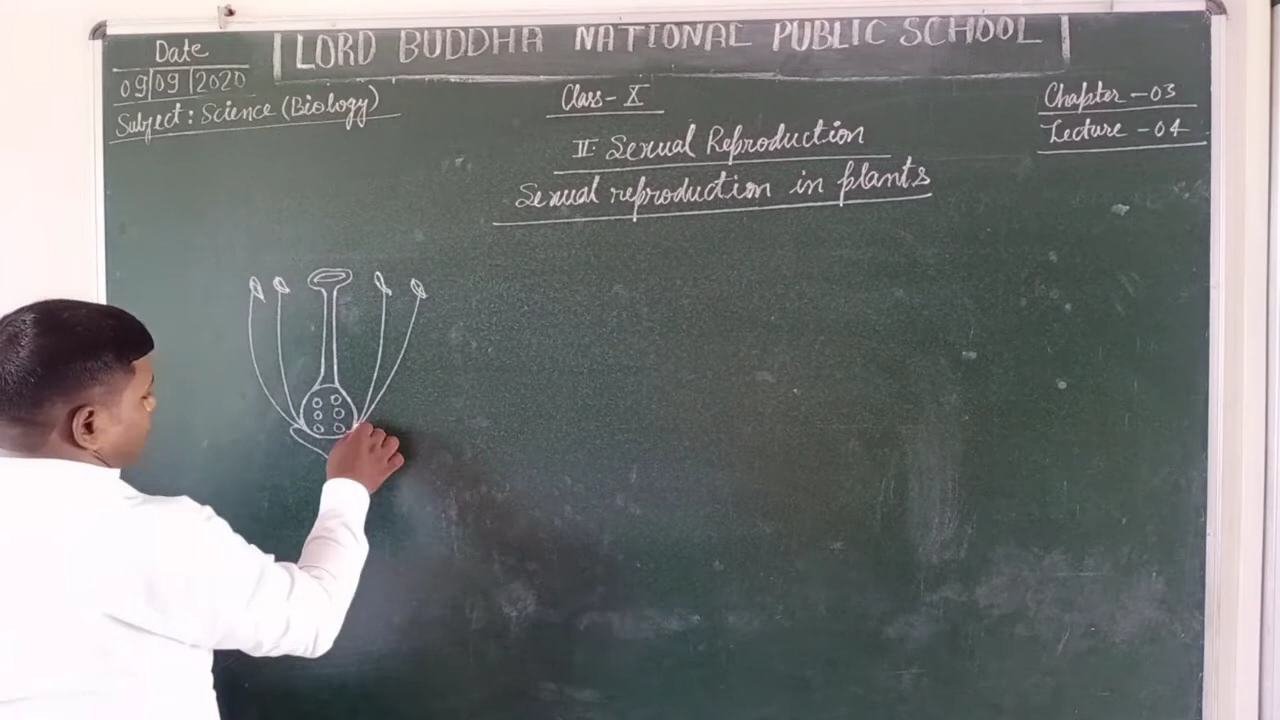 Date
09/09/2020
Subject: Science (Biology)
LORD BUDDHA NATIONAL PUBLIC SCHOOL
Class - X
Chapter - 03
Lecture - 04
II. Sexual Reproduction
Sexual reproduction in plants